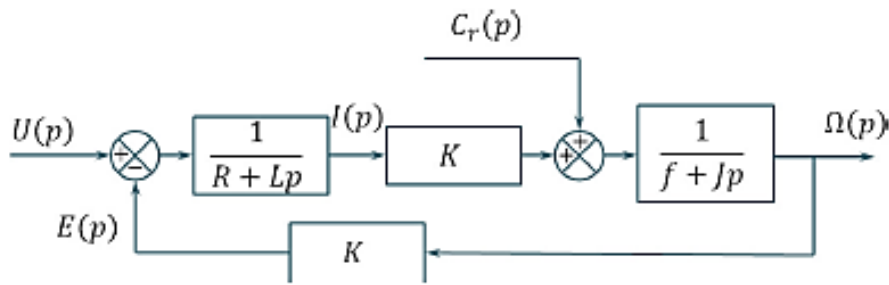 C_r(p)
U(p)
+
−
1
R + Lp
I(p)
K
+
+
1
f + Jp
Ω(p)
E(p)
K